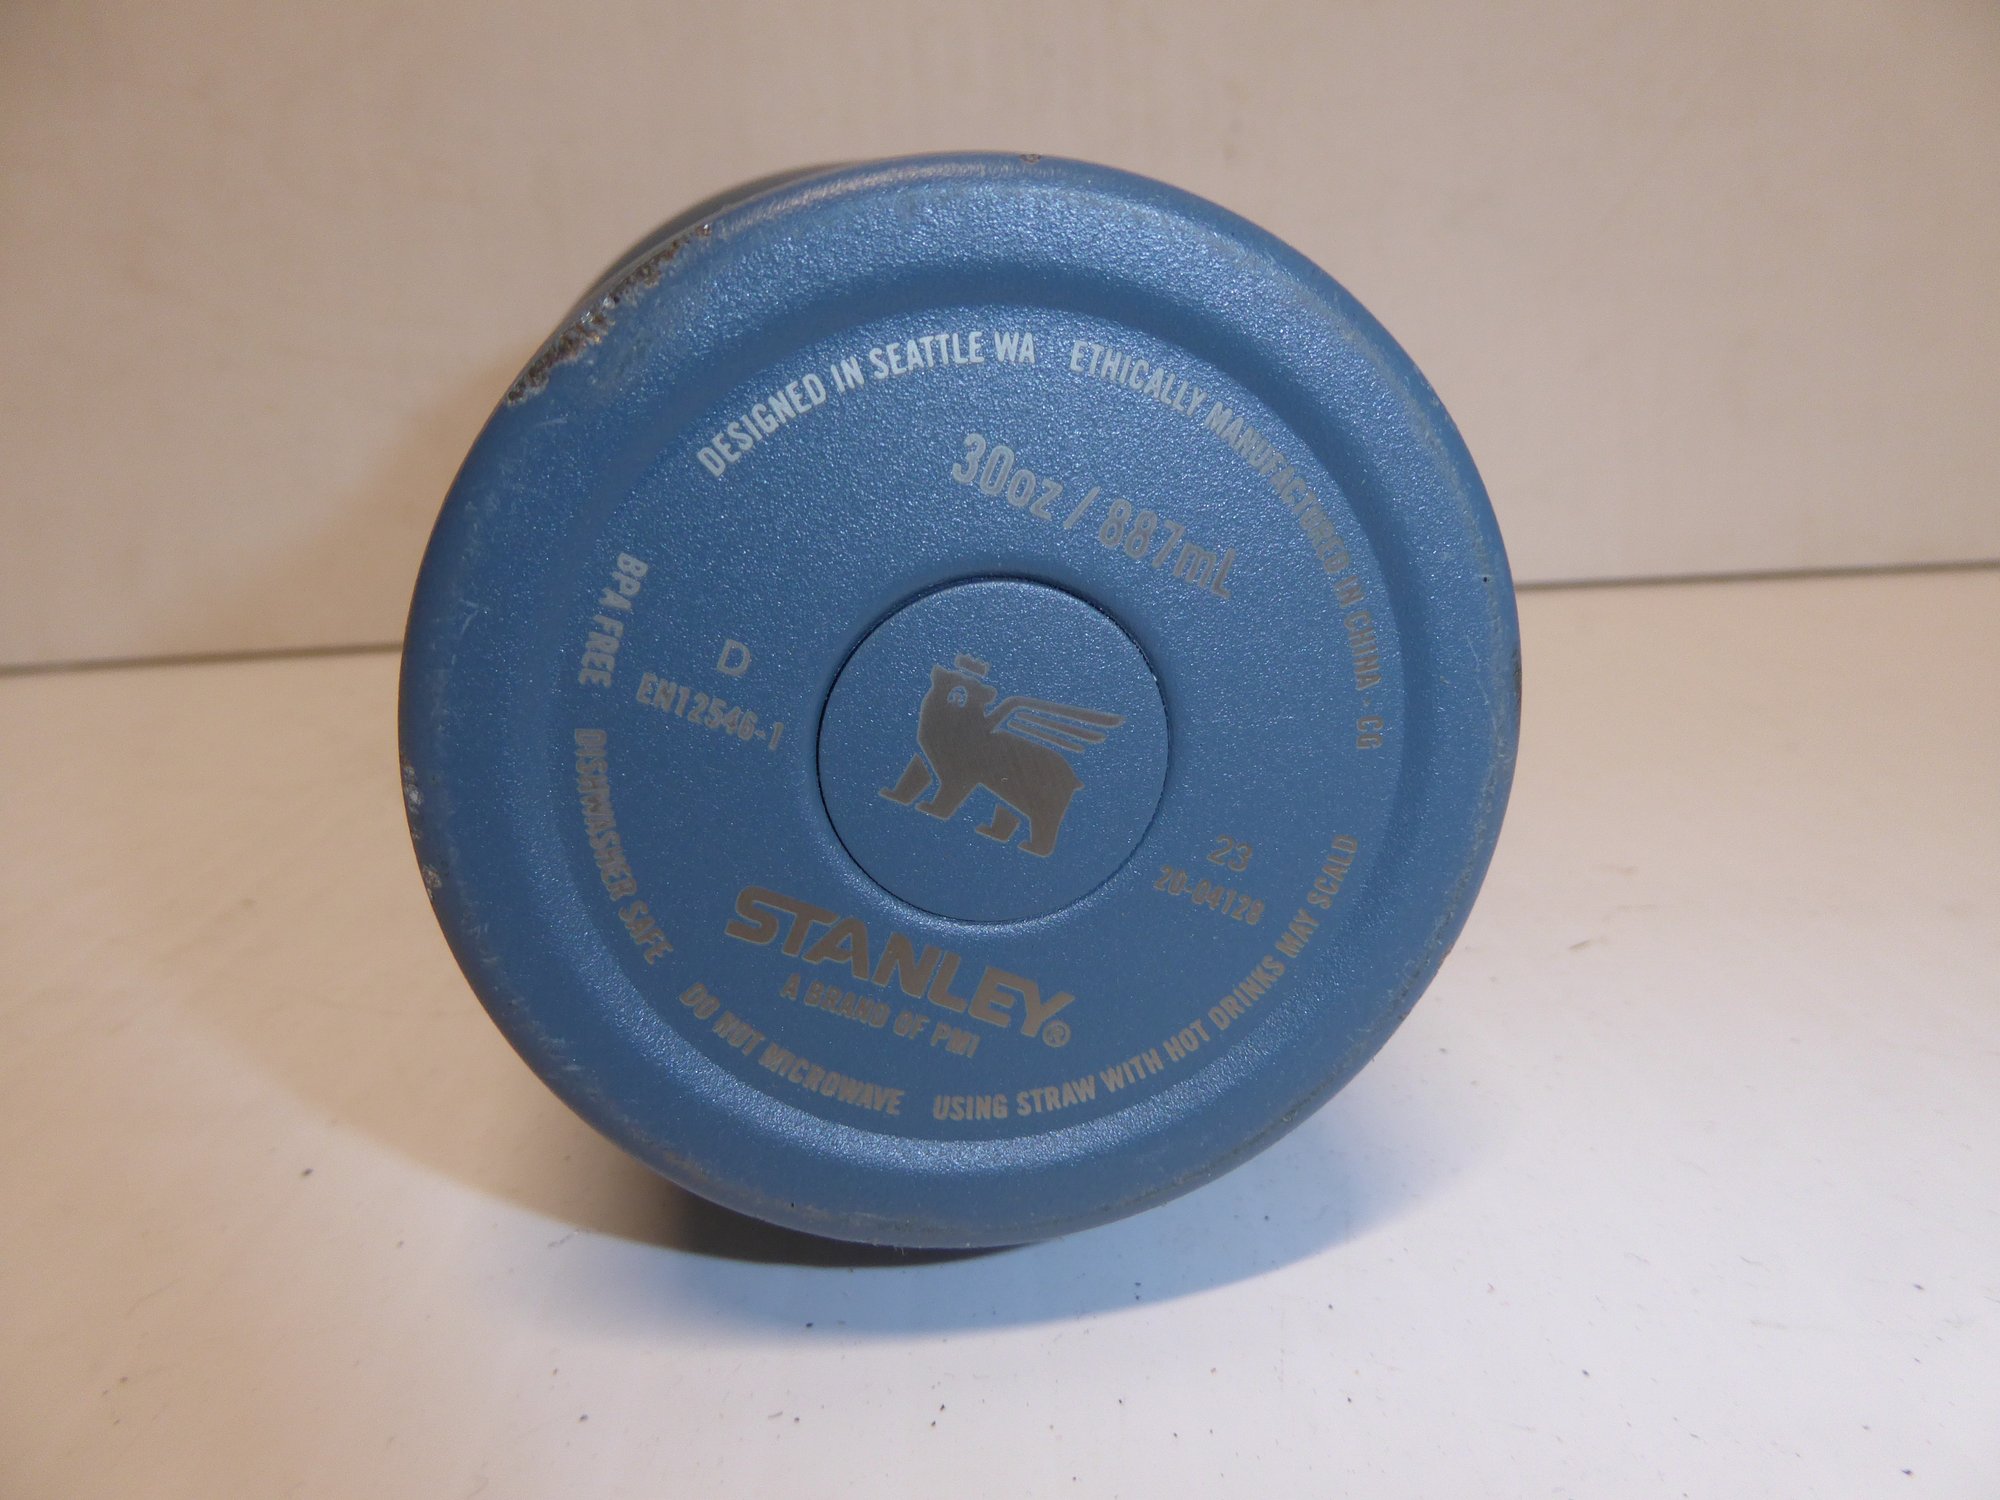 DESIGNED IN SEATTLE WA
ETHICALLY MANUFACTURED IN CHINA - CC
30oz / 887mL
BPA FREE
D
EN12546-1
DISHWASHER SAFE
23
20-04128
STANLEY®
A BRAND OF PMI
DO NOT MICROWAVE
USING STRAW WITH HOT DRINKS MAY SCALD